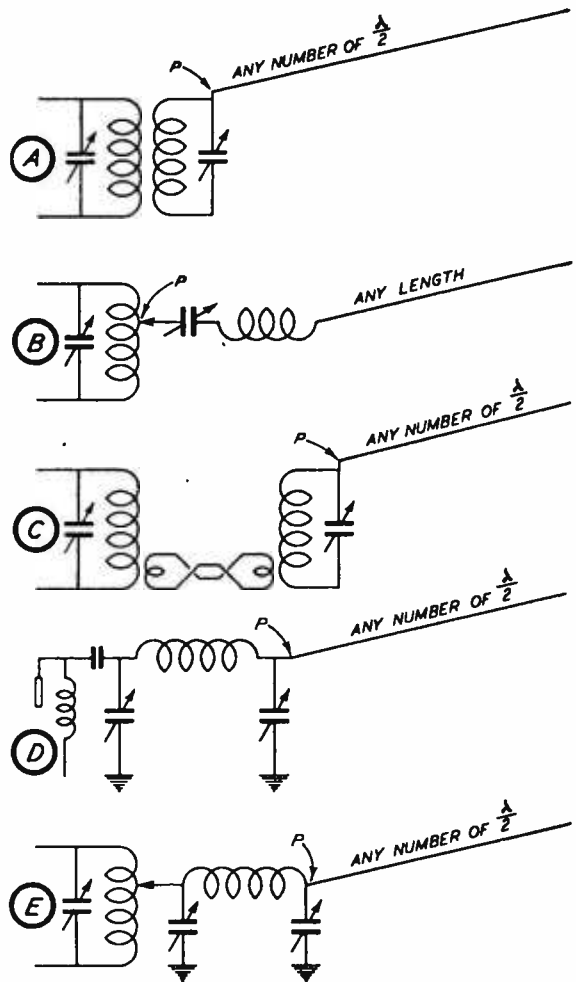 P
ANY NUMBER OF λ/2
A
P
ANY LENGTH
B
P
ANY NUMBER OF λ/2
C
P
ANY NUMBER OF λ/2
D
P
ANY NUMBER OF λ/2
E